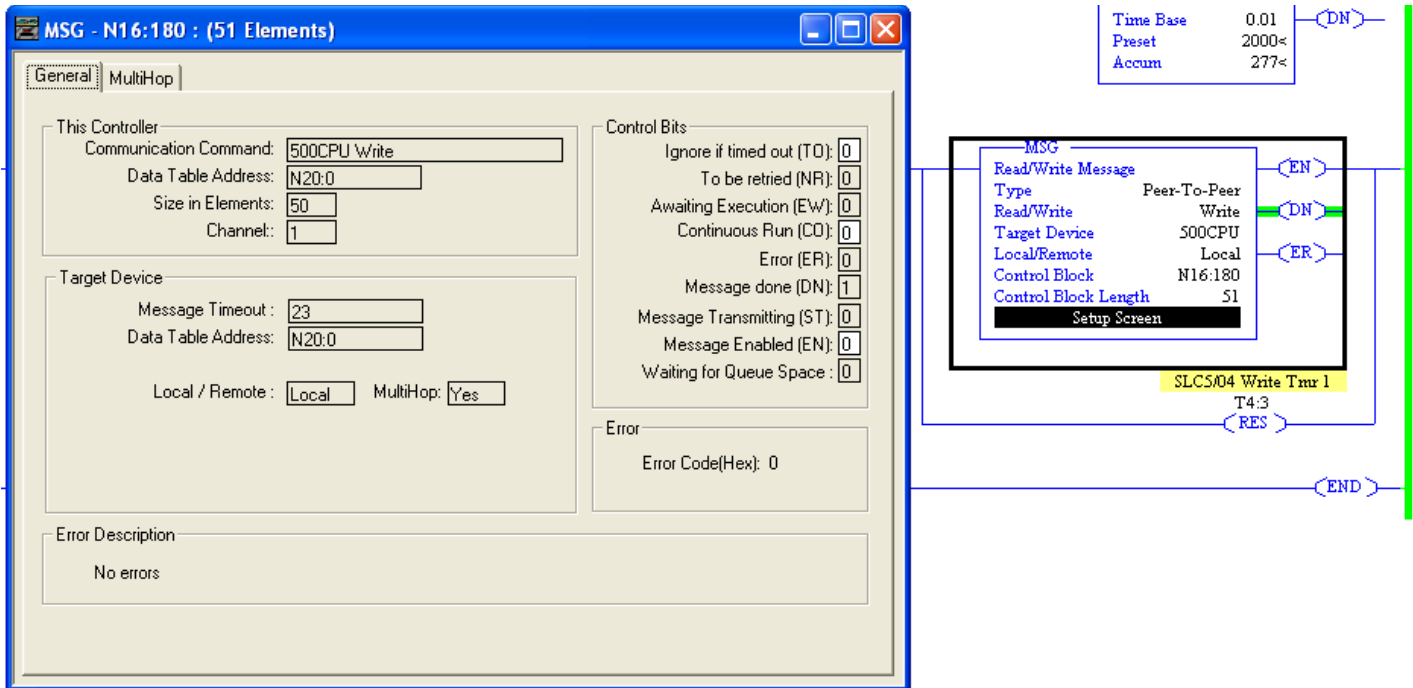 MSG - N16:180 : (51 Elements)
General MultiHop
This Controller
Communication Command: 500CPU Write
Data Table Address: N20:0
Size in Elements: 50
Channel:: 1
Target Device
Message Timeout : 23
Data Table Address: N20:0
Local / Remote : Local MultiHop: Yes
Control Bits
Ignore if timed out (TO): 0
To be retried (NR): 0
Awaiting Execution (EW): 0
Continuous Run (CO): 0
Error (ER): 0
Message done (DN): 1
Message Transmitting (ST): 0
Message Enabled (EN): 0
Waiting for Queue Space : 0
Error
Error Code(Hex): 0
Error Description
No errors
Time Base 0.01 DN
Preset 2000<
Accum 277<
MSG
Read/Write Message EN
Type Peer-To-Peer
Read/Write Write DN
Target Device 500CPU
Local/Remote Local ER
Control Block N16:180
Control Block Length 51
Setup Screen
SLC5/04 Write Tmr 1
T4:3
RES
END